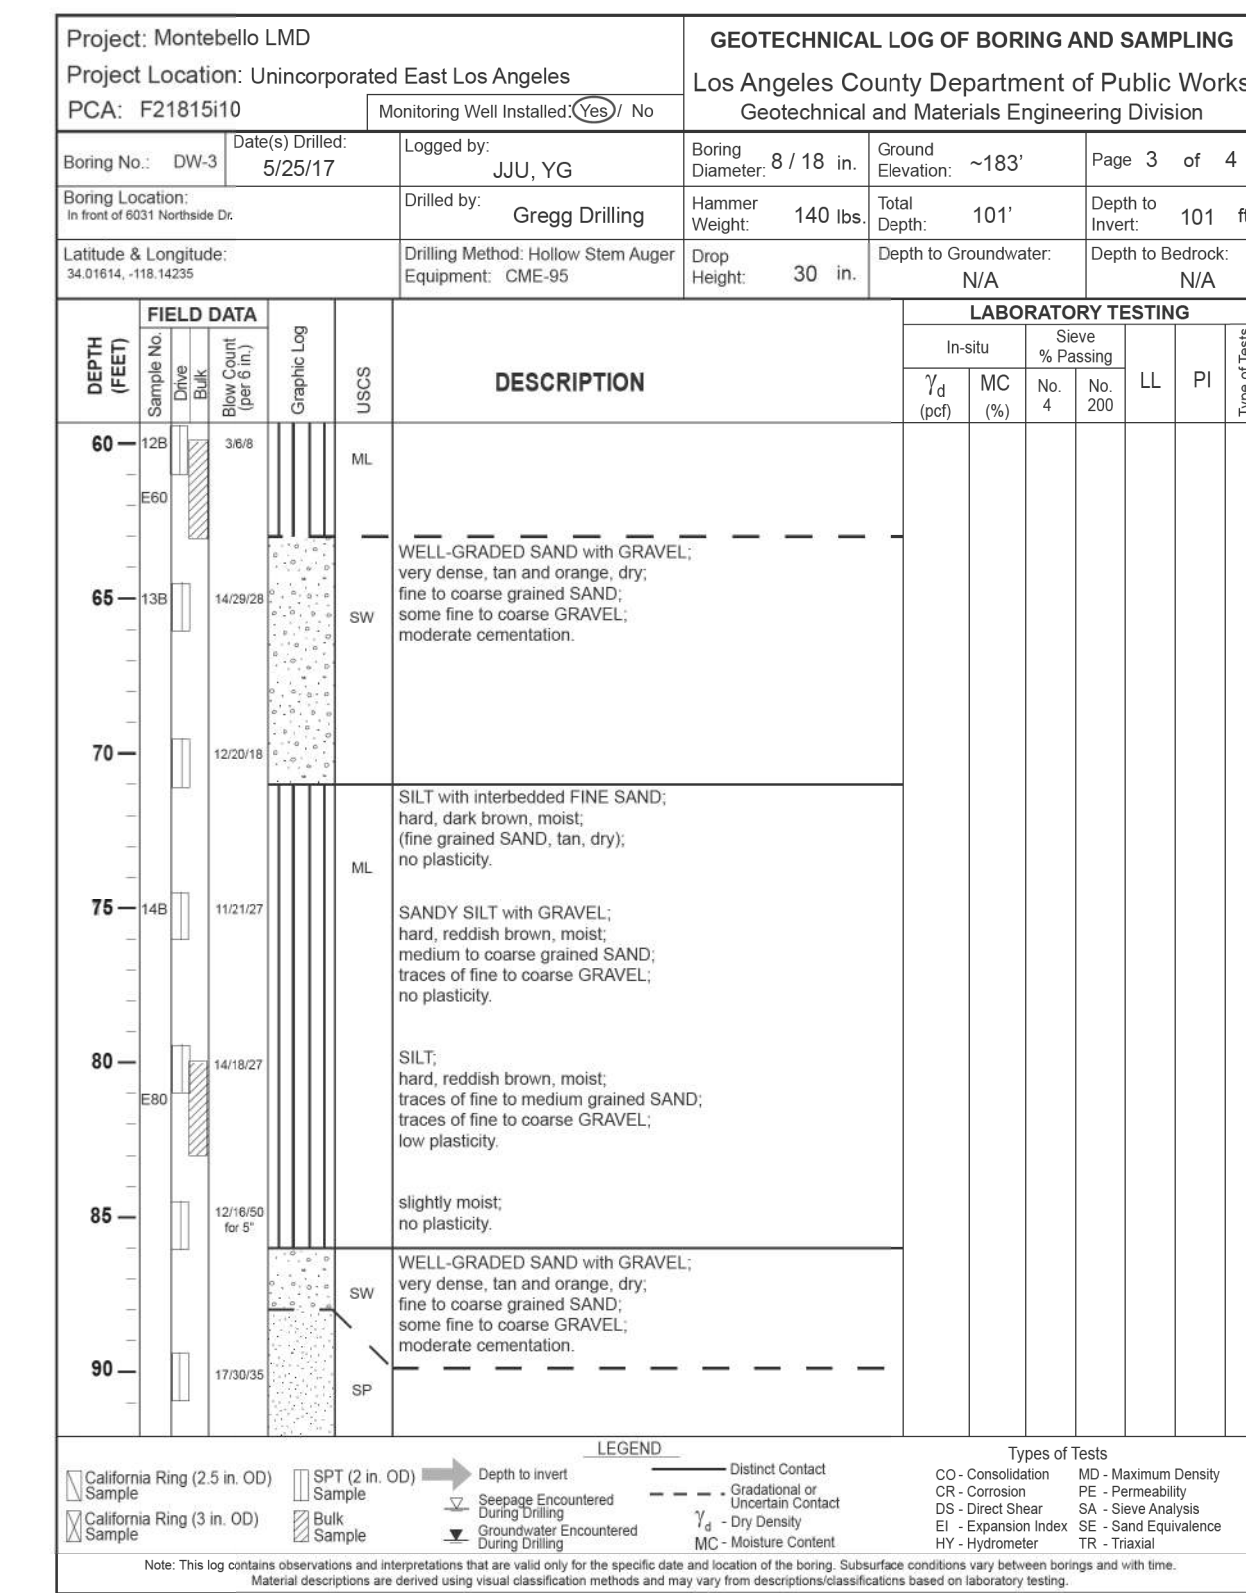 Project: Montebello LMD
Project Location: Unincorporated East Los Angeles
PCA: F21815i10
Monitoring Well Installed: Yes / No
GEOTECHNICAL LOG OF BORING AND SAMPLING
Los Angeles County Department of Public Works
Geotechnical and Materials Engineering Division
Boring No.: DW-3
Date(s) Drilled:
5/25/17
Logged by:
JJU, YG
Boring
Diameter: 8 / 18 in.
Ground
Elevation: ~183'
Page 3 of 4
Boring Location:
In front of 6031 Northside Dr.
Drilled by:
Gregg Drilling
Hammer
Weight: 140 lbs.
Total
Depth: 101'
Depth to
Invert: 101
Latitude & Longitude:
34.01614, -118.14235
Drilling Method: Hollow Stem Auger
Equipment: CME-95
Drop
Height: 30 in.
Depth to Groundwater:
N/A
Depth to Bedrock:
N/A
DEPTH
(FEET)
FIELD DATA
Sample No.
Drive
Bulk
Blow Count
(per 6 in.)
Graphic Log
USCS
DESCRIPTION
LABORATORY TESTING
In-situ
Sieve
% Passing
γd
(pcf)
MC
(%)
No.
4
No.
200
LL
PI
Type of Tests
60
12B
3/6/8
ML
E60
WELL-GRADED SAND with GRAVEL;
very dense, tan and orange, dry;
fine to coarse grained SAND;
some fine to coarse GRAVEL;
moderate cementation.
65
13B
14/29/28
SW
70
12/20/18
SILT with interbedded FINE SAND;
hard, dark brown, moist;
(fine grained SAND, tan, dry);
no plasticity.
ML
75
14B
11/21/27
SANDY SILT with GRAVEL;
hard, reddish brown, moist;
medium to coarse grained SAND;
traces of fine to coarse GRAVEL;
no plasticity.
80
14/18/27
E80
SILT;
hard, reddish brown, moist;
traces of fine to medium grained SAND;
traces of fine to coarse GRAVEL;
low plasticity.
85
12/16/50
for 5"
slightly moist;
no plasticity.
WELL-GRADED SAND with GRAVEL;
very dense, tan and orange, dry;
fine to coarse grained SAND;
some fine to coarse GRAVEL;
moderate cementation.
SW
90
17/30/35
SP
LEGEND
California Ring (2.5 in. OD)
Sample
California Ring (3 in. OD)
Sample
SPT (2 in. OD)
Sample
Bulk
Sample
Depth to invert
Seepage Encountered
During Drilling
Groundwater Encountered
During Drilling
Distinct Contact
Gradational or
Uncertain Contact
γd - Dry Density
MC - Moisture Content
Types of Tests
CO - Consolidation
CR - Corrosion
DS - Direct Shear
EI - Expansion Index
HY - Hydrometer
MD - Maximum Density
PE - Permeability
SA - Sieve Analysis
SE - Sand Equivalence
TR - Triaxial
Note: This log contains observations and interpretations that are valid only for the specific date and location of the boring. Subsurface conditions vary between borings and with time.
Material descriptions are derived using visual classification methods and may vary from descriptions/classifications based on laboratory testing.